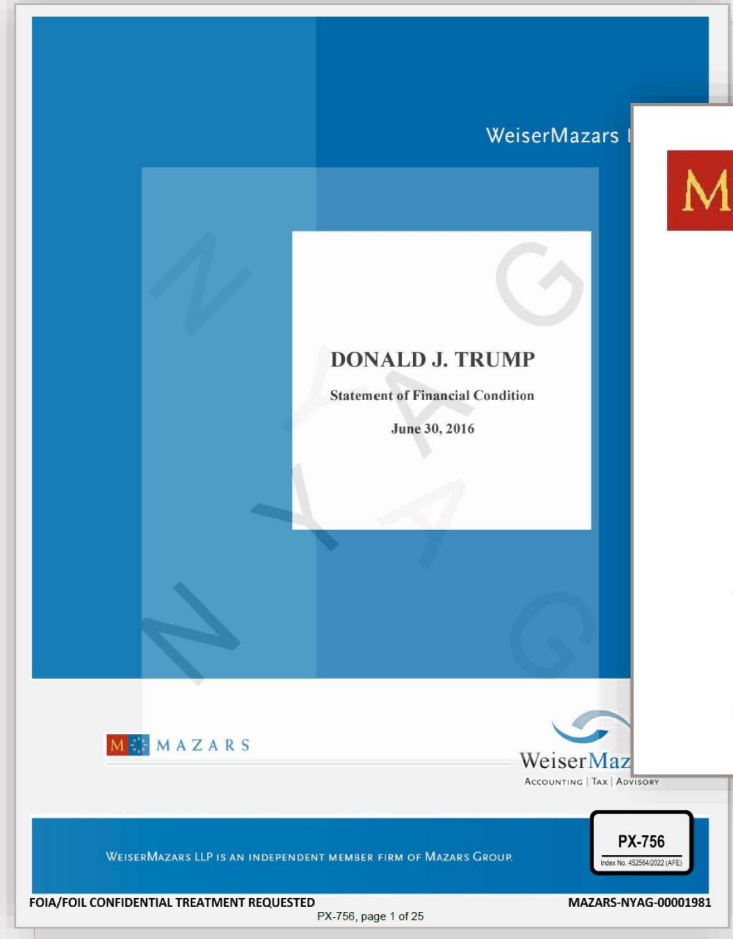 WeiserMazars
M
DONALD J. TRUMP
Statement of Financial Condition
June 30, 2016
N Y A G
N Y A G
M MAZARS
WeiserMaz
ACCOUNTING | TAX | ADVISORY
WEISERMAZARS LLP IS AN INDEPENDENT MEMBER FIRM OF MAZARS GROUP.
PX-756
Index No. 452564/2022 (AFE)
FOIA/FOIL CONFIDENTIAL TREATMENT REQUESTED
MAZARS-NYAG-00001981
PX-756, page 1 of 25